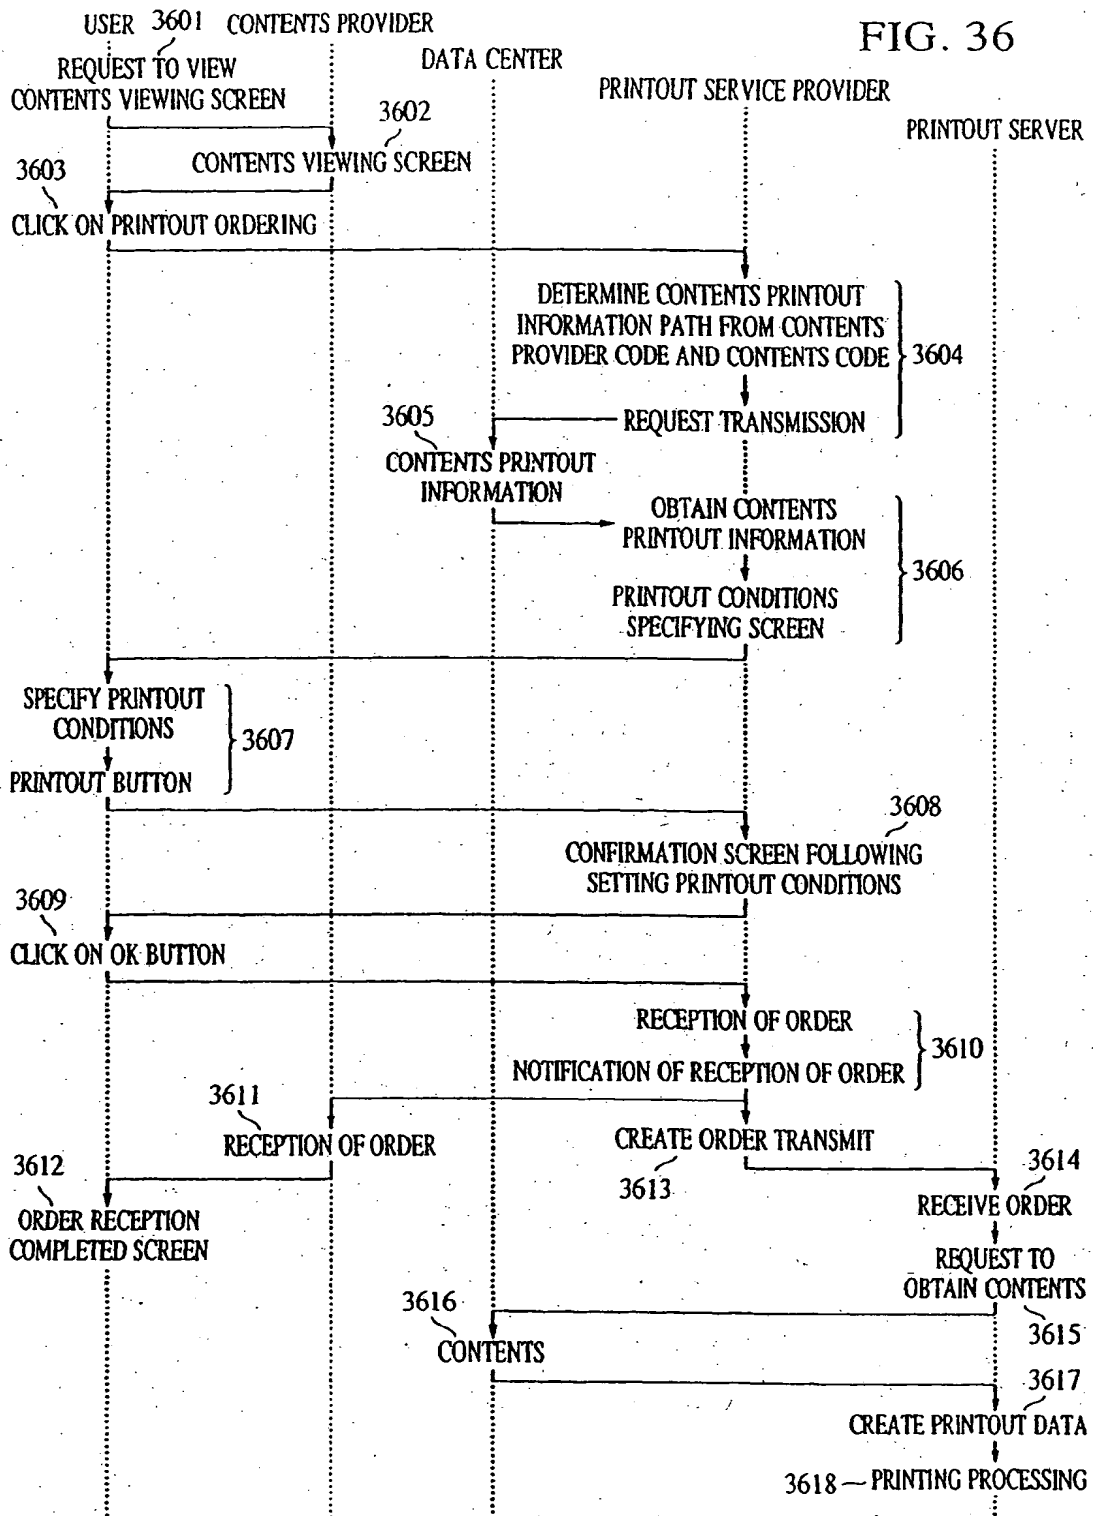 FIG. 36
USER
CONTENTS PROVIDER
DATA CENTER
PRINTOUT SERVICE PROVIDER
PRINTOUT SERVER
3601
REQUEST TO VIEW
CONTENTS VIEWING SCREEN
3602
CONTENTS VIEWING SCREEN
3603
CLICK ON PRINTOUT ORDERING
DETERMINE CONTENTS PRINTOUT
INFORMATION PATH FROM CONTENTS
PROVIDER CODE AND CONTENTS CODE
3604
REQUEST TRANSMISSION
3605
CONTENTS PRINTOUT
INFORMATION
OBTAIN CONTENTS
PRINTOUT INFORMATION
3606
PRINTOUT CONDITIONS
SPECIFYING SCREEN
SPECIFY PRINTOUT
CONDITIONS
3607
PRINTOUT BUTTON
3608
CONFIRMATION SCREEN FOLLOWING
SETTING PRINTOUT CONDITIONS
3609
CLICK ON OK BUTTON
RECEPTION OF ORDER
3610
NOTIFICATION OF RECEPTION OF ORDER
3611
RECEPTION OF ORDER
CREATE ORDER TRANSMIT
3613
3612
ORDER RECEPTION
COMPLETED SCREEN
3614
RECEIVE ORDER
REQUEST TO
OBTAIN CONTENTS
3615
3616
CONTENTS
3617
CREATE PRINTOUT DATA
3618
PRINTING PROCESSING